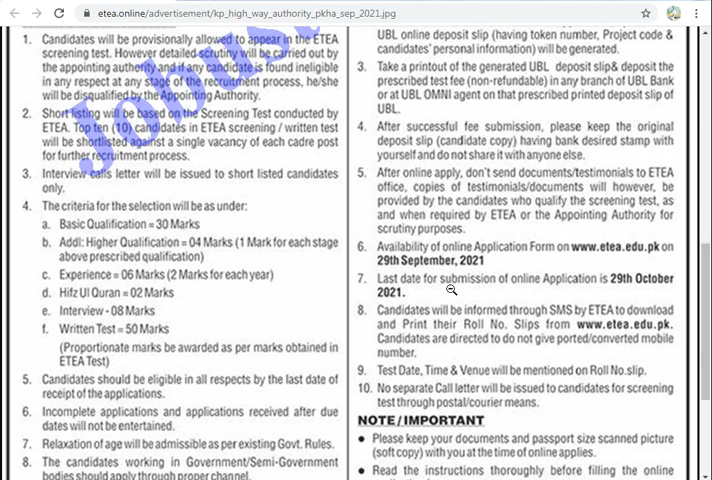 etea.online/advertisement/kp_high_way_authority_pkha_sep_2021.jpg
1. Candidates will be provisionally allowed to appear in the ETEA
screening test. However detailed scrutiny will be carried out by
the appointing authority and if any candidate is found ineligible
in any respect at any stage of the recruitment process, he/she
will be disqualified by the Appointing Authority.
2. Short listing will be based on the Screening Test conducted by
ETEA. Top ten (10) candidates in ETEA screening / written test
will be shortlisted against a single vacancy of each cadre post
for further recruitment process.
3. Interview calls letter will be issued to short listed candidates
only.
4. The criteria for the selection will be as under:
a. Basic Qualification = 30 Marks
b. Addl: Higher Qualification = 04 Marks (1 Mark for each stage
above prescribed qualification)
c. Experience = 06 Marks (2 Marks for each year)
d. Hifz Ul Quran = 02 Marks
e. Interview - 08 Marks
f. Written Test = 50 Marks
(Proportionate marks be awarded as per marks obtained in
ETEA Test)
5. Candidates should be eligible in all respects by the last date of
receipt of the applications.
6. Incomplete applications and applications received after due
dates will not be entertained.
7. Relaxation of age will be admissible as per existing Govt. Rules.
8. The candidates working in Government/Semi-Government
bodies should apply through proper channel.
UBL online deposit slip (having token number, Project code &
candidates' personal information) will be generated.
3. Take a printout of the generated UBL deposit slip & deposit the
prescribed test fee (non-refundable) in any branch of UBL Bank
or at UBL OMNI agent on that prescribed printed deposit slip of
UBL.
4. After successful fee submission, please keep the original
deposit slip (candidate copy) having bank desired stamp with
yourself and do not share it with anyone else.
5. After online apply, don't send documents/testimonials to ETEA
office, copies of testimonials/documents will however, be
provided by the candidates who qualify the screening test, as
and when required by ETEA or the Appointing Authority for
scrutiny purposes.
6. Availability of online Application Form on www.etea.edu.pk on
29th September, 2021
7. Last date for submission of online Application is 29th October
2021.
8. Candidates will be informed through SMS by ETEA to download
and Print their Roll No. Slips from www.etea.edu.pk.
Candidates are directed to do not give ported/converted mobile
number.
9. Test Date, Time & Venue will be mentioned on Roll No.slip.
10. No separate Call letter will be issued to candidates for screening
test through postal/courier means.
NOTE / IMPORTANT
● Please keep your documents and passport size scanned picture
(soft copy) with you at the time of online applies.
● Read the instructions thoroughly before filling the online